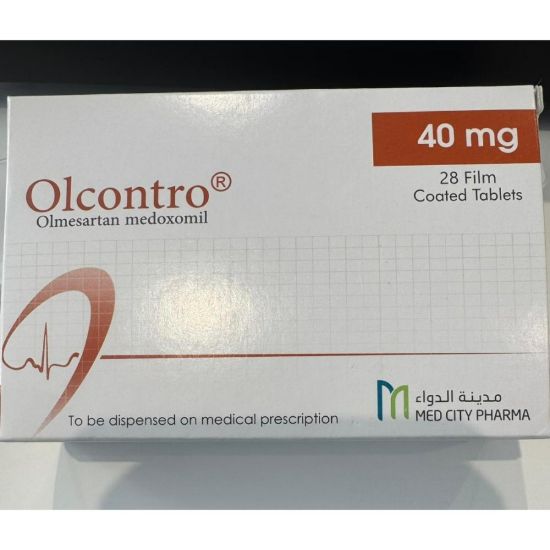 40 mg
28 Film
Coated Tablets
Olcontro®
Olmesartan medoxomil
To be dispensed on medical prescription
مدينة الدواء
MED CITY PHARMA